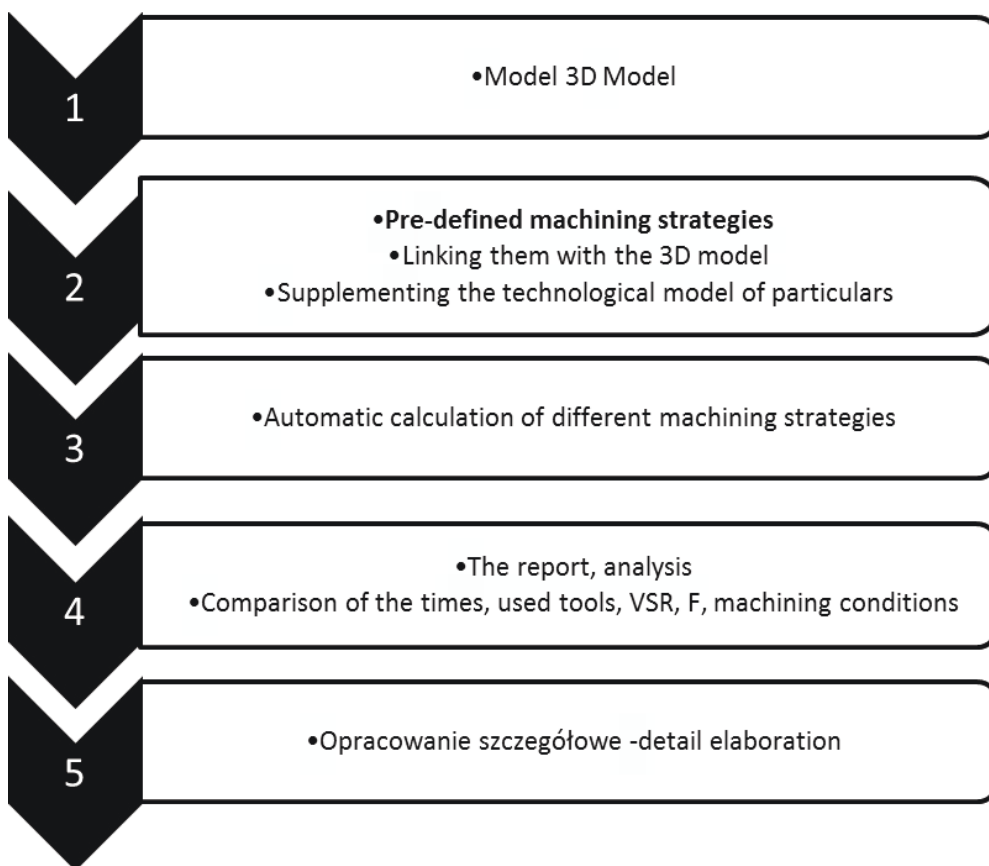 1
•Model 3D Model
2
•Pre-defined machining strategies
•Linking them with the 3D model
•Supplementing the technological model of particulars
3
•Automatic calculation of different machining strategies
4
•The report, analysis
•Comparison of the times, used tools, VSR, F, machining conditions
5
•Opracowanie szczegółowe -detail elaboration